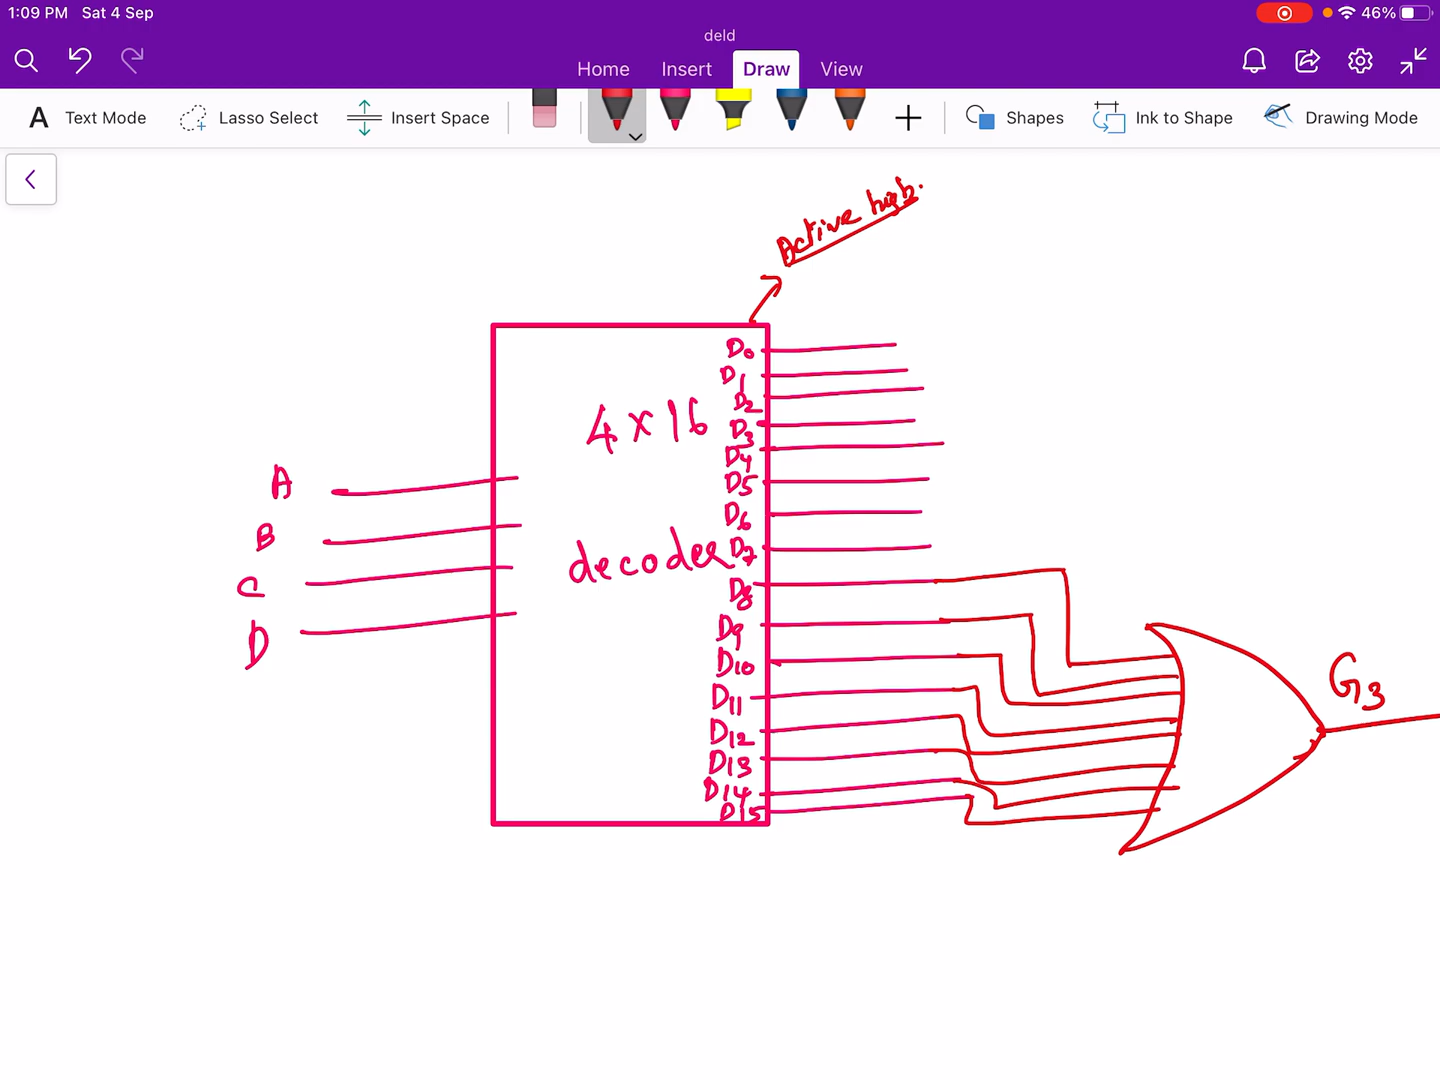 1:09 PM Sat 4 Sep
46%
deld
Home Insert Draw View
A Text Mode Lasso Select Insert Space Shapes Ink to Shape Drawing Mode
Active high.
D0
D1
4 x 16
D2
D3
D4
A
D5
D6
B
decoder
D7
C
D8
D
D9
D10
G3
D11
D12
D13
D14
D15